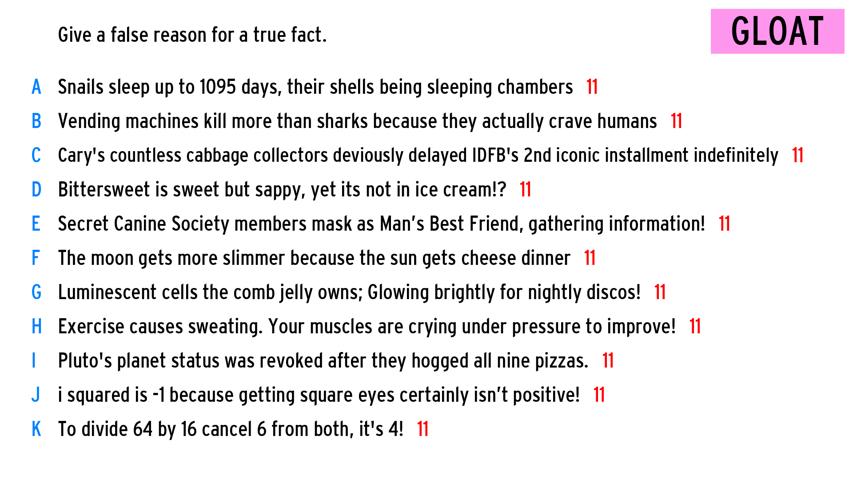 Give a false reason for a true fact.
GLOAT
A Snails sleep up to 1095 days, their shells being sleeping chambers 11
B Vending machines kill more than sharks because they actually crave humans 11
C Cary's countless cabbage collectors deviously delayed IDFB's 2nd iconic installment indefinitely 11
D Bittersweet is sweet but sappy, yet its not in ice cream!? 11
E Secret Canine Society members mask as Man’s Best Friend, gathering information! 11
F The moon gets more slimmer because the sun gets cheese dinner 11
G Luminescent cells the comb jelly owns; Glowing brightly for nightly discos! 11
H Exercise causes sweating. Your muscles are crying under pressure to improve! 11
I Pluto's planet status was revoked after they hogged all nine pizzas. 11
J i squared is -1 because getting square eyes certainly isn’t positive! 11
K To divide 64 by 16 cancel 6 from both, it's 4! 11